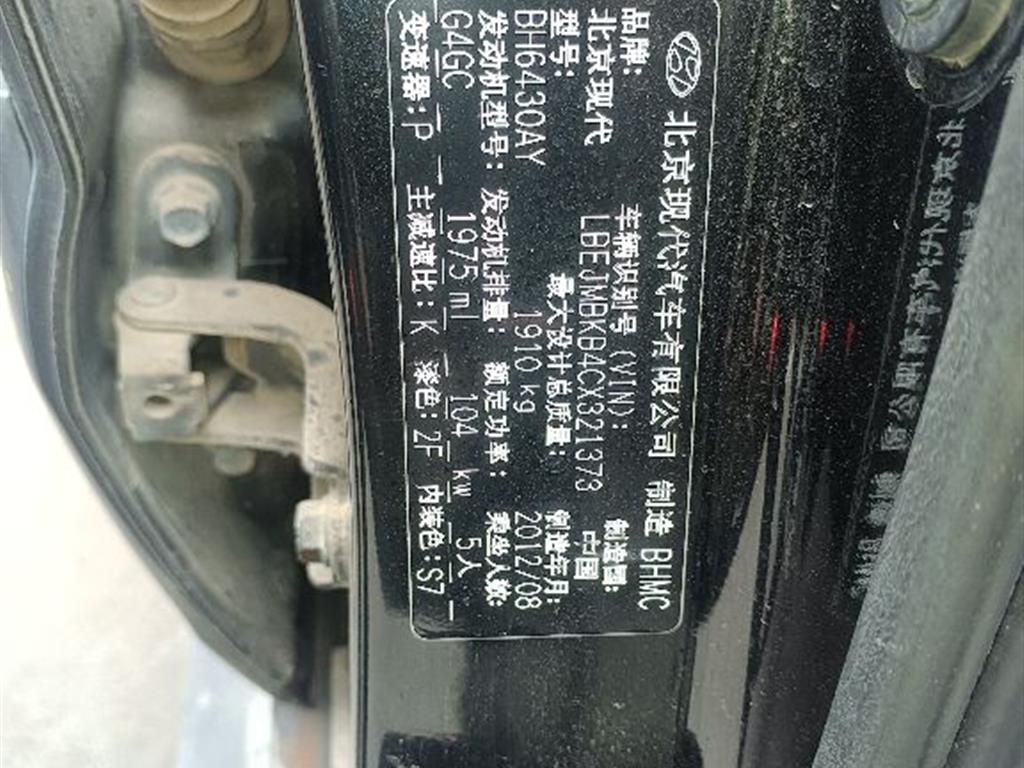 北京现代汽车有限公司 制造 BHMC
品牌: 车辆识别号 (VIN): 制造国:
北京现代 LBEJMBKB4CX321373 中国
型号: 最大设计总质量: 制造年月:
BH6430AY 1910 kg 2012/08
发动机型号: 发动机排量: 额定功率: 乘坐人数:
G4GC 1975 ml 104 kw 5人
变速器: P 主减速比: K 漆色: 2F 内装色: S7